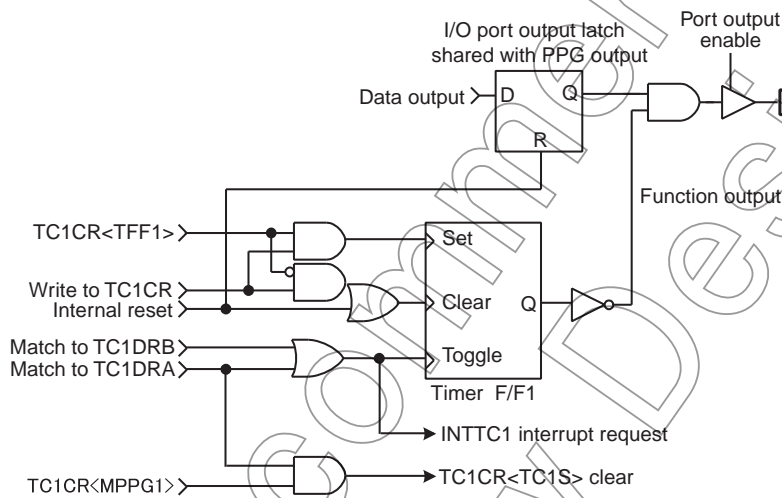 I/O port output latch
shared with PPG output
Port output
enable
Data output
D
Q
R
Function output
TC1CR<TFF1>
Set
Write to TC1CR
Internal reset
Clear
Q
Match to TC1DRB
Match to TC1DRA
Toggle
Timer F/F1
INTTC1 interrupt request
TC1CR<TC1S> clear
TC1CR<MPPG1>